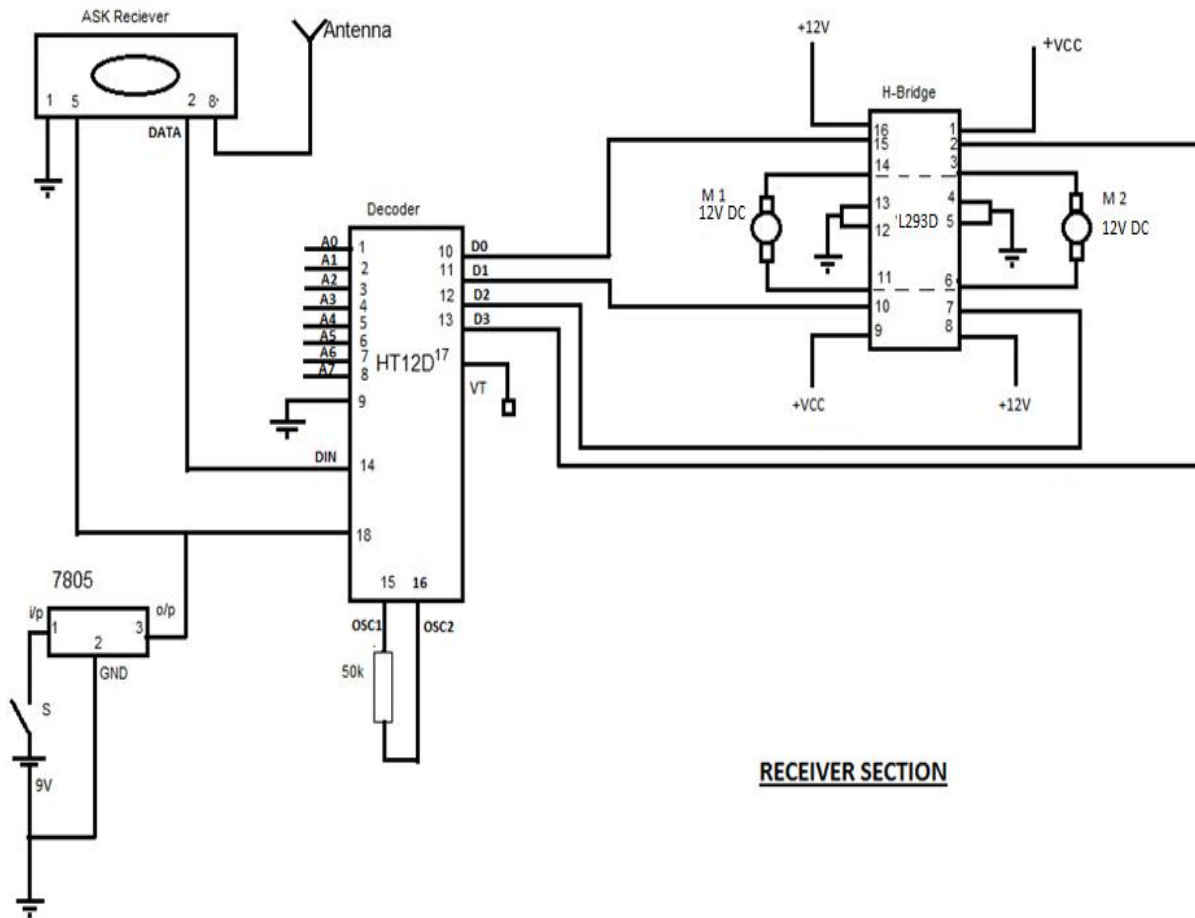 ASK Reciever
Antenna
1 5 2 8
DATA
+12V
+VCC
H-Bridge
16 1
15 2
14 3
13 4
12 5
11 6
10 7
9 8
'L293D
M 1
12V DC
M 2
12V DC
+VCC
+12V
Decoder
A0 1
A1 2
A2 3
A3 4
A4 5
A5 6
A6 7
A7 8
9
DIN 14
18
HT12D
10 D0
11 D1
12 D2
13 D3
17
VT
15 16
OSC1 OSC2
50k
7805
i/p o/p
1 2 3
GND
S
9V
RECEIVER SECTION